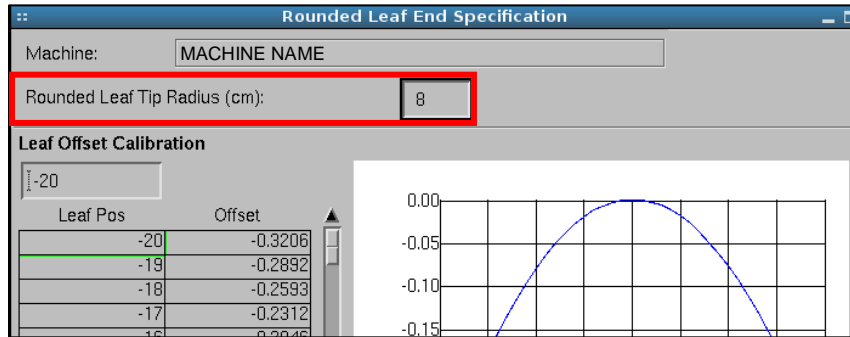 Rounded Leaf End Specification
Machine: MACHINE NAME
Rounded Leaf Tip Radius (cm): 8
Leaf Offset Calibration
-20
Leaf Pos Offset
-20 -0.3206
-19 -0.2892
-18 -0.2593
-17 -0.2312
0.00
-0.05
-0.10
-0.15